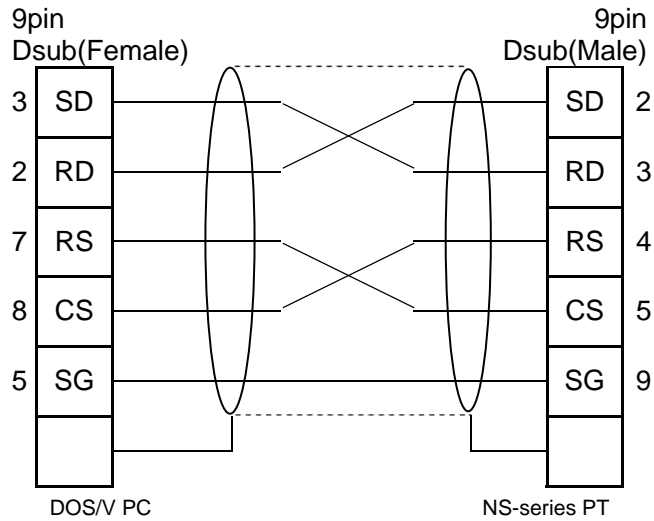 9pin 9pin
Dsub(Female) Dsub(Male)
3 SD SD 2
2 RD RD 3
7 RS RS 4
8 CS CS 5
5 SG SG 9
DOS/V PC NS-series PT